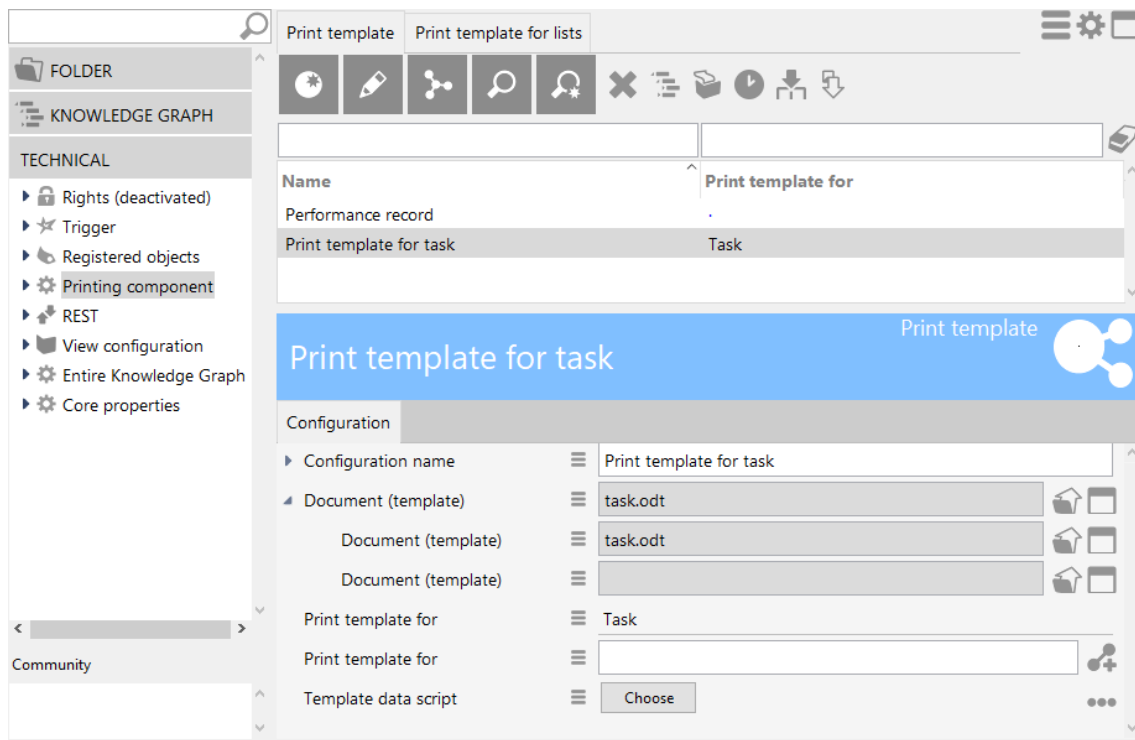 Print template
Print template for lists
FOLDER
KNOWLEDGE GRAPH
TECHNICAL
Rights (deactivated)
Trigger
Registered objects
Printing component
REST
View configuration
Entire Knowledge Graph
Core properties
Community
Name
Print template for
Performance record
Print template for task
Task
Print template
Print template for task
Configuration
Configuration name
Print template for task
Document (template)
task.odt
Document (template)
task.odt
Document (template)
Print template for
Task
Print template for
Template data script
Choose